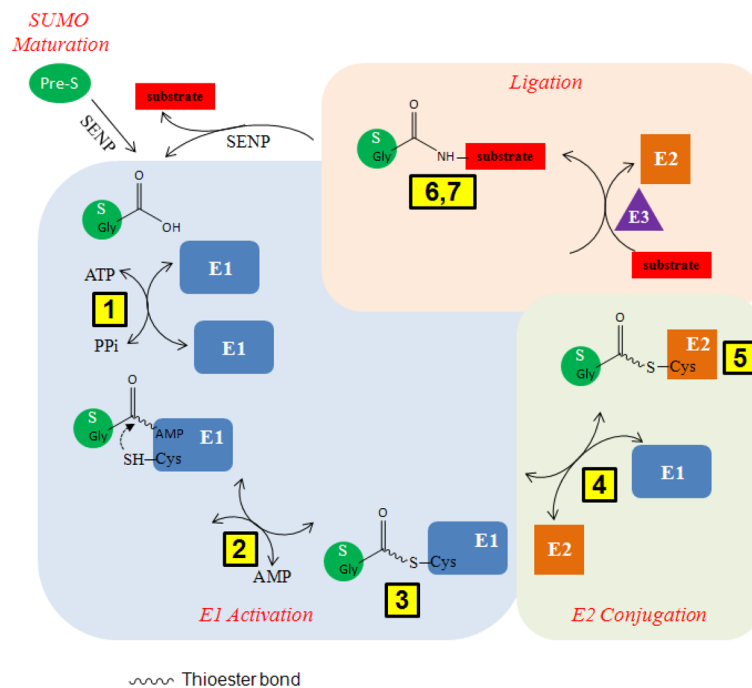 SUMO
Maturation
Pre-S
SENP
substrate
SENP
Ligation
S
Gly
O
NH
substrate
6,7
E2
E3
substrate
S
Gly
O
OH
ATP
E1
1
PPi
E1
S
Gly
O
AMP
E1
SH
Cys
2
AMP
S
Gly
O
S
Cys
E1
3
E1 Activation
S
Gly
O
S
Cys
E2
5
4
E1
E2
E2 Conjugation
Thioester bond